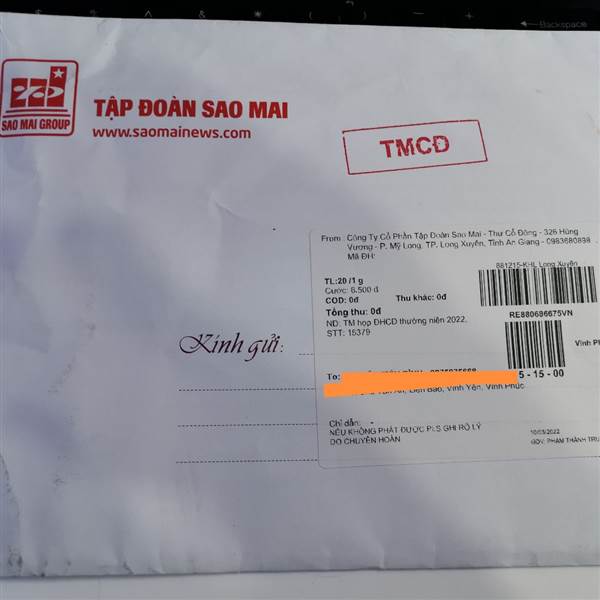 Backspace
SAO MAI GROUP
TẬP ĐOÀN SAO MAI
www.saomainews.com
TMCD
From: Công Ty Cổ Phần Tập Đoàn Sao Mai - Thư Cổ Đông - 326 Hùng
Vương - P. Mỹ Long, TP. Long Xuyên, Tỉnh An Giang - 0983680888
Mã ĐH:
881215-KHL Long Xuyên
TL:20 /1 g
Cước: 6.500 đ
COD: 0đ
Thu khác: 0đ
Tổng thu: 0đ
RE880686675VN
ND: TM họp ĐHCD thường niên 2022,
STT: 15379
Kính gửi:
Vĩnh
To:
5 - 15 - 00
Vĩnh Yên, Vĩnh Phúc
Chỉ dẫn: -
NẾU KHÔNG PHÁT ĐƯỢC PLS GHI RÕ LÝ
DO CHUYỂN HOÀN
10/03/2022
GDV: PHẠM THÀNH